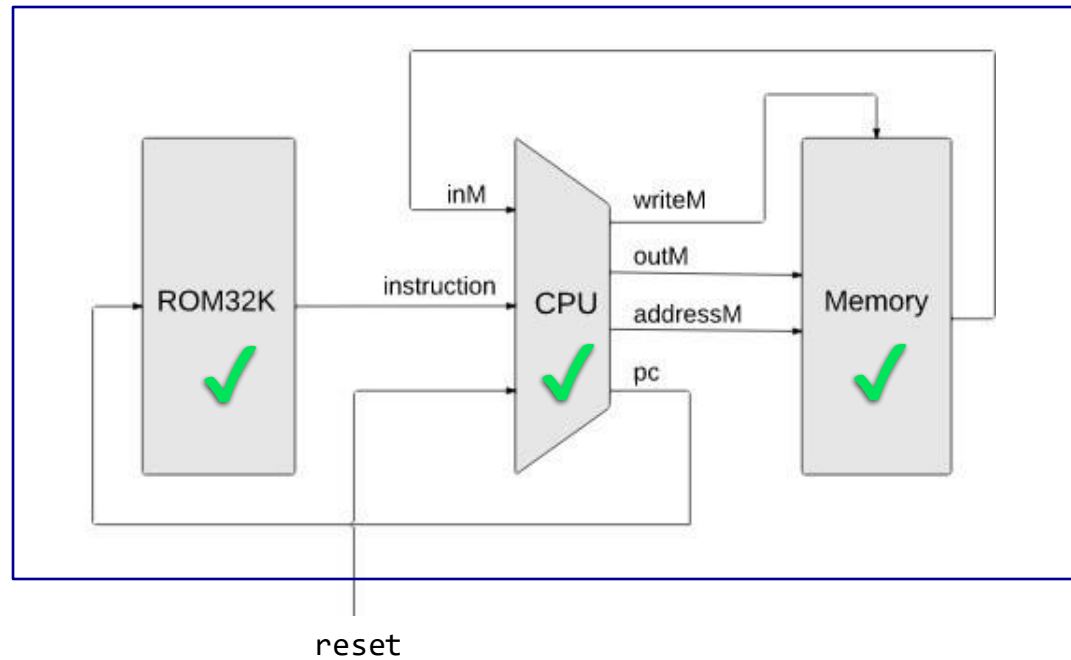 inM
writeM
outM
instruction
ROM32K
CPU
addressM
Memory
pc
reset